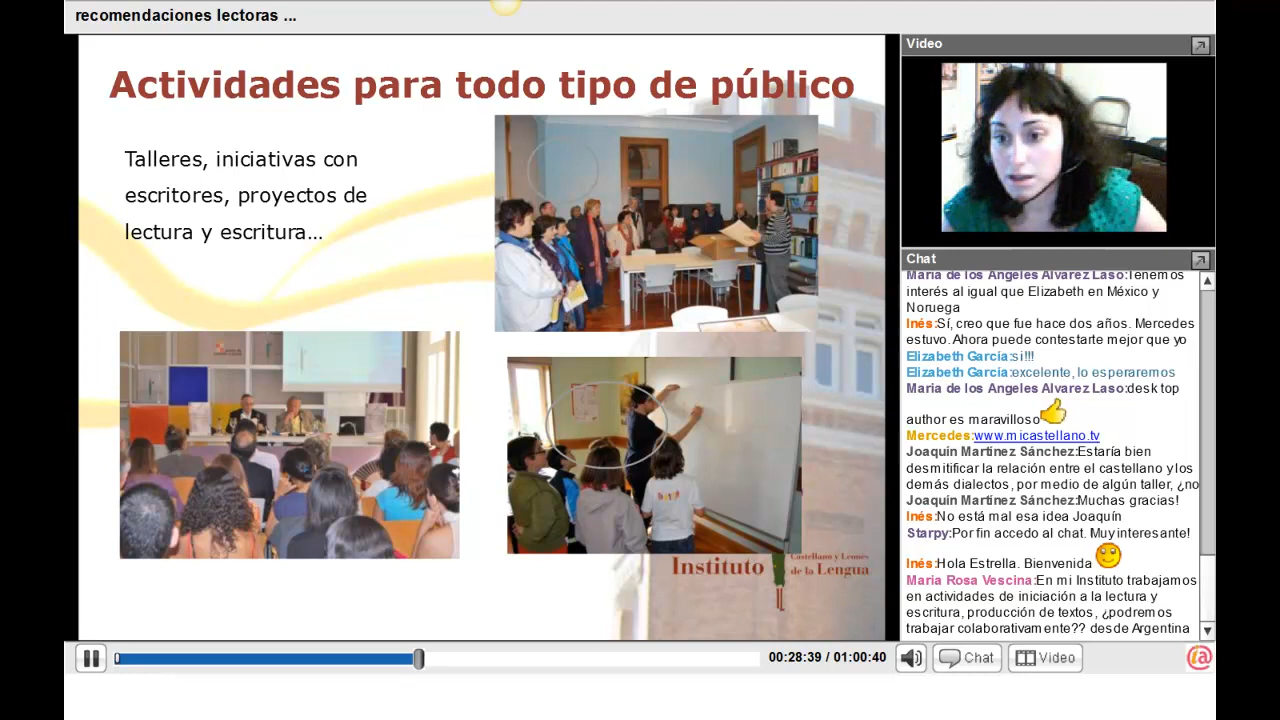 recomendaciones lectoras ...
Actividades para todo tipo de público
Talleres, iniciativas con
escritores, proyectos de
lectura y escritura…
Instituto
Castellano y Leonés
de la Lengua
00:28:39 / 01:00:40
Video
Chat
María de los Angeles Alvarez Laso:Tenemos
interés al igual que Elizabeth en México y
Noruega
Inés:Sí, creo que fue hace dos años. Mercedes
estuvo. Ahora puede contestarte mejor que yo
Elizabeth García:si!!!
Elizabeth García:excelente, lo esperaremos
Maria de los Angeles Alvarez Laso:desk top
author es maravilloso
Mercedes:www.micastellano.tv
Joaquín Martínez Sánchez:Estaría bien
desmitificar la relación entre el castellano y los
demás dialectos, por medio de algún taller, ¿no
Joaquín Martínez Sánchez:Muchas gracias!
Inés:No está mal esa idea Joaquín
Starpy:Por fin accedo al chat. Muy interesante!
Inés:Hola Estrella. Bienvenida
Maria Rosa Vescina:En mi Instituto trabajamos
en actividades de iniciación a la lectura y
escritura, producción de textos, ¿podremos
trabajar colaborativamente?? desde Argentina
Chat
Video